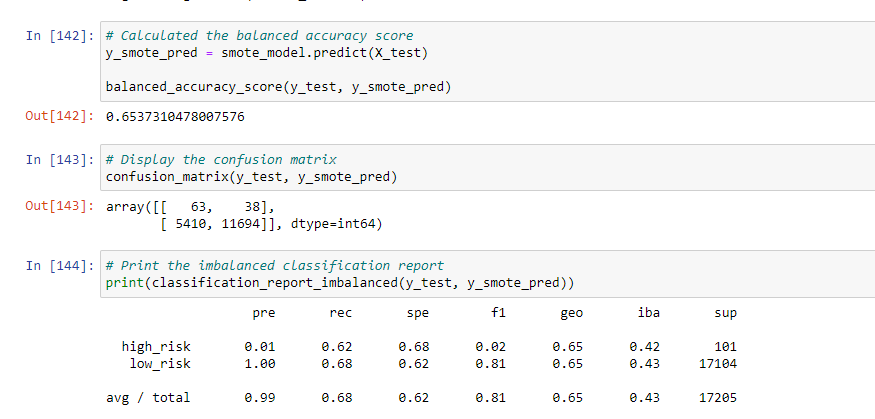 In [142]: # Calculated the balanced accuracy score
y_smote_pred = smote_model.predict(X_test)
balanced_accuracy_score(y_test, y_smote_pred)
Out[142]: 0.6537310478007576
In [143]: # Display the confusion matrix
confusion_matrix(y_test, y_smote_pred)
Out[143]: array([[   63,    38],
       [ 5410, 11694]], dtype=int64)
In [144]: # Print the imbalanced classification report
print(classification_report_imbalanced(y_test, y_smote_pred))
pre rec spe f1 geo iba sup
high_risk 0.01 0.62 0.68 0.02 0.65 0.42 101
low_risk 1.00 0.68 0.62 0.81 0.65 0.43 17104
avg / total 0.99 0.68 0.62 0.81 0.65 0.43 17205